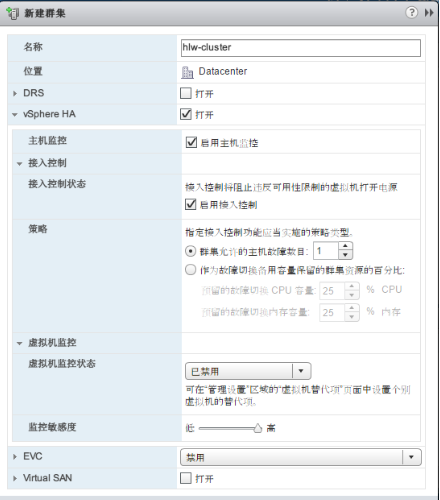 新建群集
名称 hlw-cluster
位置 Datacenter
DRS 打开
vSphere HA 打开
主机监控 启用主机监控
接入控制
接入控制状态 接入控制将阻止违反可用性限制的虚拟机打开电源
启用接入控制
策略 指定接入控制功能应当实施的策略类型。
群集允许的主机故障数目: 1
作为故障切换备用容量保留的群集资源的百分比:
预留的故障切换 CPU 容量: 25 % CPU
预留的故障切换内存容量: 25 % 内存
虚拟机监控
虚拟机监控状态 已禁用
可在“管理设置”区域的“虚拟机替代项”页面中设置个别
虚拟机的替代项。
监控敏感度 低 高
EVC 禁用
Virtual SAN 打开